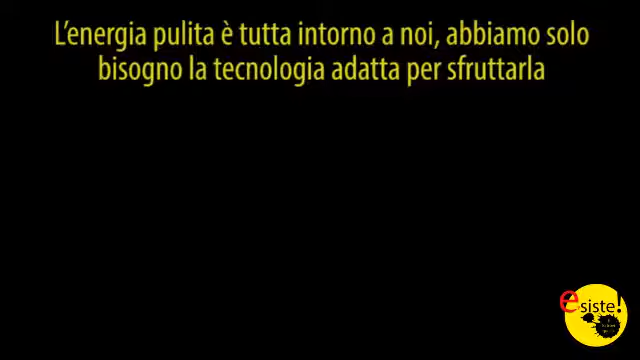 L'energia pulita è tutta intorno a noi, abbiamo solo
bisogno la tecnologia adatta per sfruttarla
esiste!